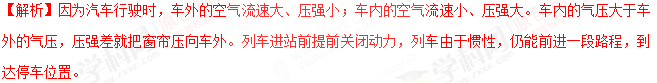 【解析】因为汽车行驶时，车外的空气流速大、压强小；车内的空气流速小、压强大。车内的气压大于车
外的气压，压强差就把窗帘压向车外。列车进站前提前关闭动力，列车由于惯性，仍能前进一段路程，到
达停车位置。